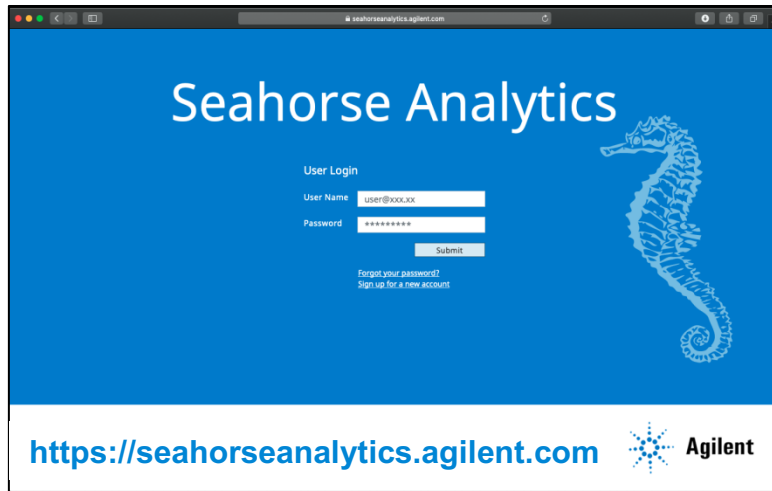 seahorseanalytics.agilent.com
Seahorse Analytics
User Login
User Name user@xxx.xx
Password *********
Submit
Forgot your password?
Sign up for a new account
https://seahorseanalytics.agilent.com
Agilent